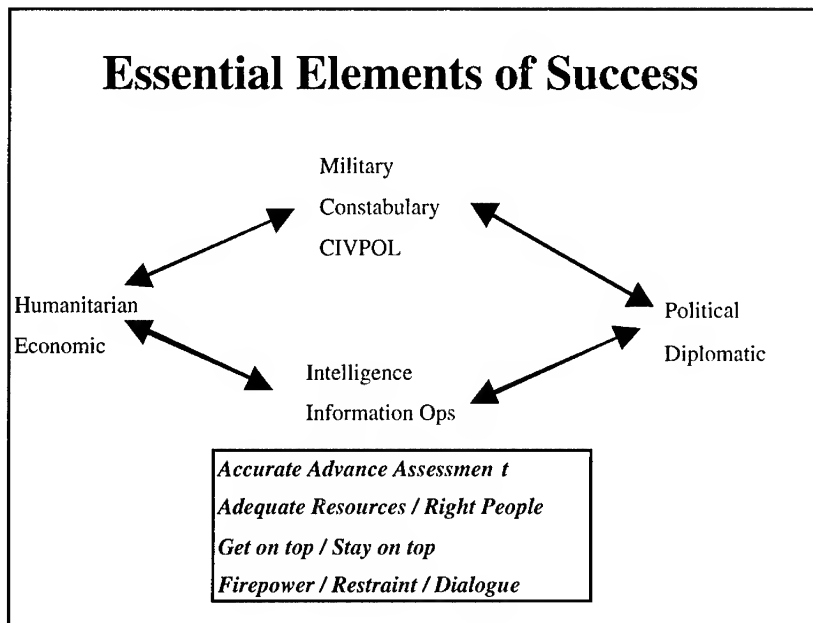 Essential Elements of Success
Military
Constabulary
CIVPOL
Humanitarian
Economic
Political
Diplomatic
Intelligence
Information Ops
Accurate Advance Assessmen t
Adequate Resources / Right People
Get on top / Stay on top
Firepower / Restraint / Dialogue